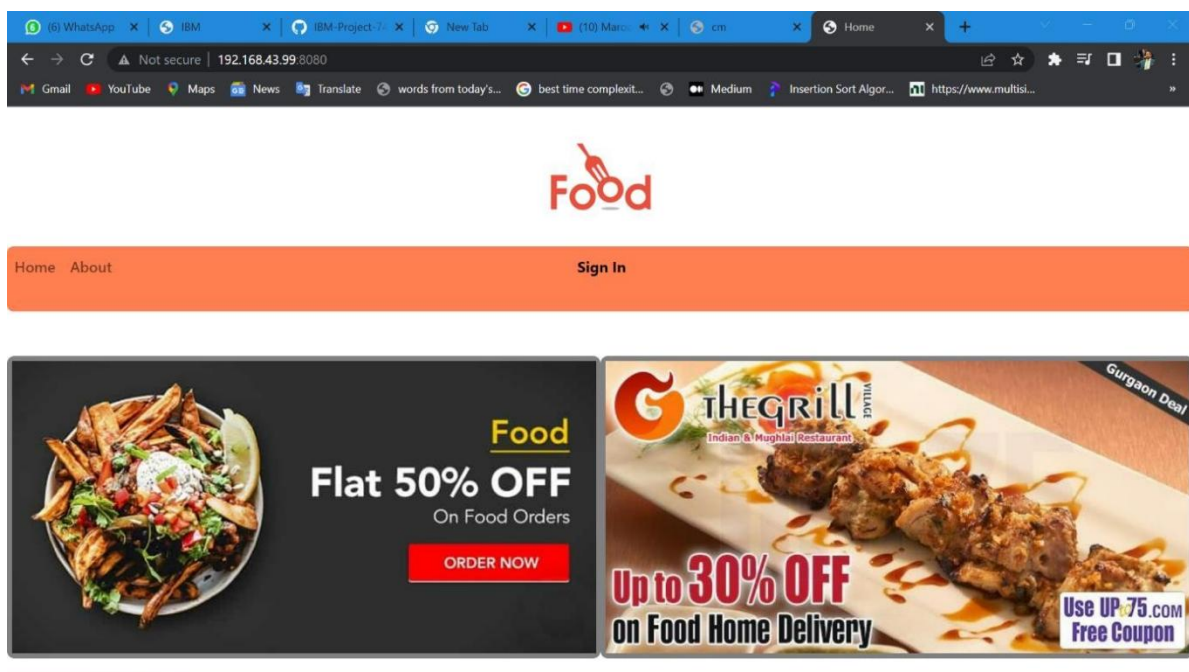 (6) WhatsApp
IBM
IBM-Project-74
New Tab
(10) Maroo
cm
Home
Not secure | 192.168.43.99:8080
Gmail
YouTube
Maps
News
Translate
words from today's...
best time complexit...
Medium
Insertion Sort Algor...
https://www.multisi...
»
Food
Home About Sign In
Food
Flat 50% OFF
On Food Orders
ORDER NOW
G THEGRILL VILLAGE
Indian & Mughlai Restaurant
Gurgaon Deal
Up to 30% OFF
on Food Home Delivery
Use UPto75.COM
Free Coupon